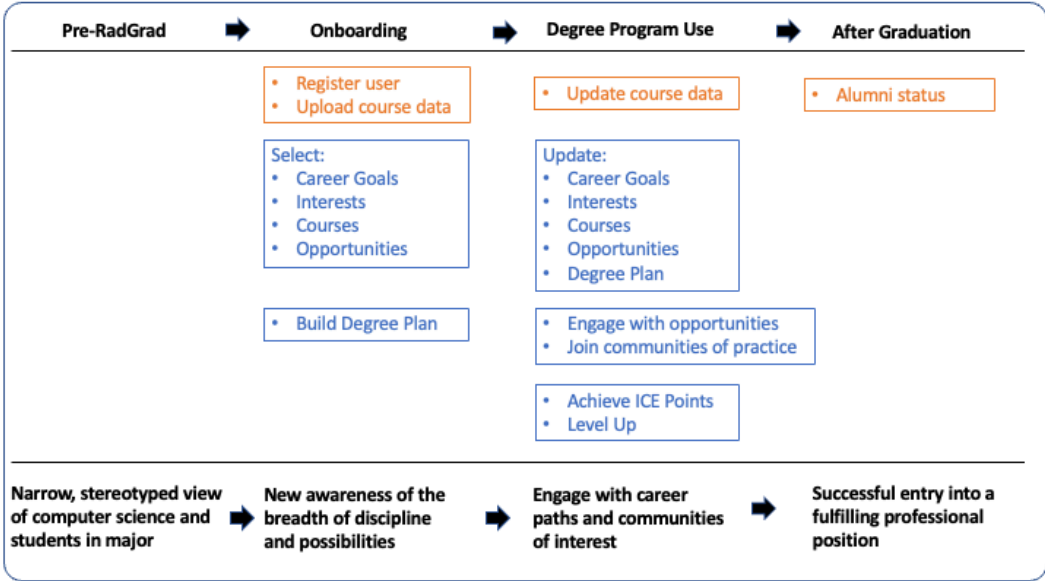 Pre-RadGrad
Onboarding
Degree Program Use
After Graduation
• Register user
• Upload course data
• Update course data
• Alumni status
Select:
• Career Goals
• Interests
• Courses
• Opportunities
Update:
• Career Goals
• Interests
• Courses
• Opportunities
• Degree Plan
• Build Degree Plan
• Engage with opportunities
• Join communities of practice
• Achieve ICE Points
• Level Up
Narrow, stereotyped view
of computer science and
students in major
New awareness of the
breadth of discipline
and possibilities
Engage with career
paths and communities
of interest
Successful entry into a
fulfilling professional
position